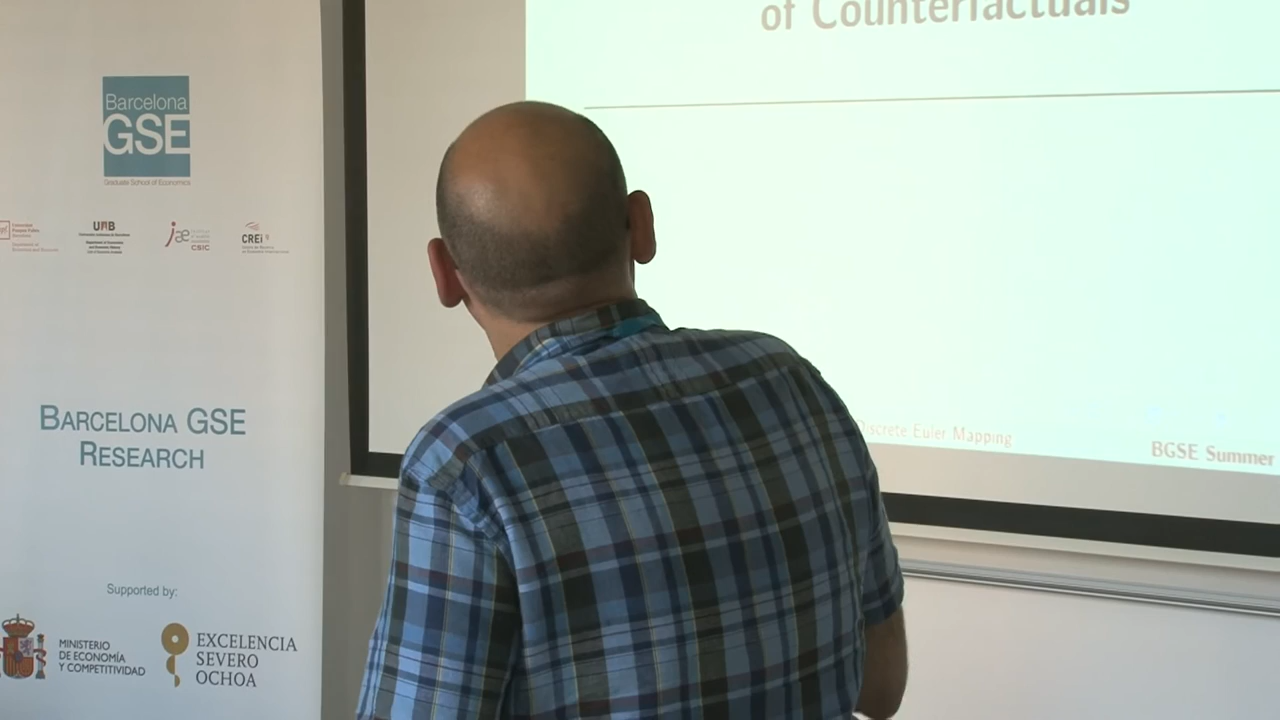 of Counterfactuals
Barcelona
GSE
Graduate School of Economics
UAB
jae
CSIC
CREi
BARCELONA GSE
RESEARCH
Discrete Euler Mapping
BGSE Summer
Supported by:
MINISTERIO
DE ECONOMÍA
Y COMPETITIVIDAD
EXCELENCIA
SEVERO
OCHOA